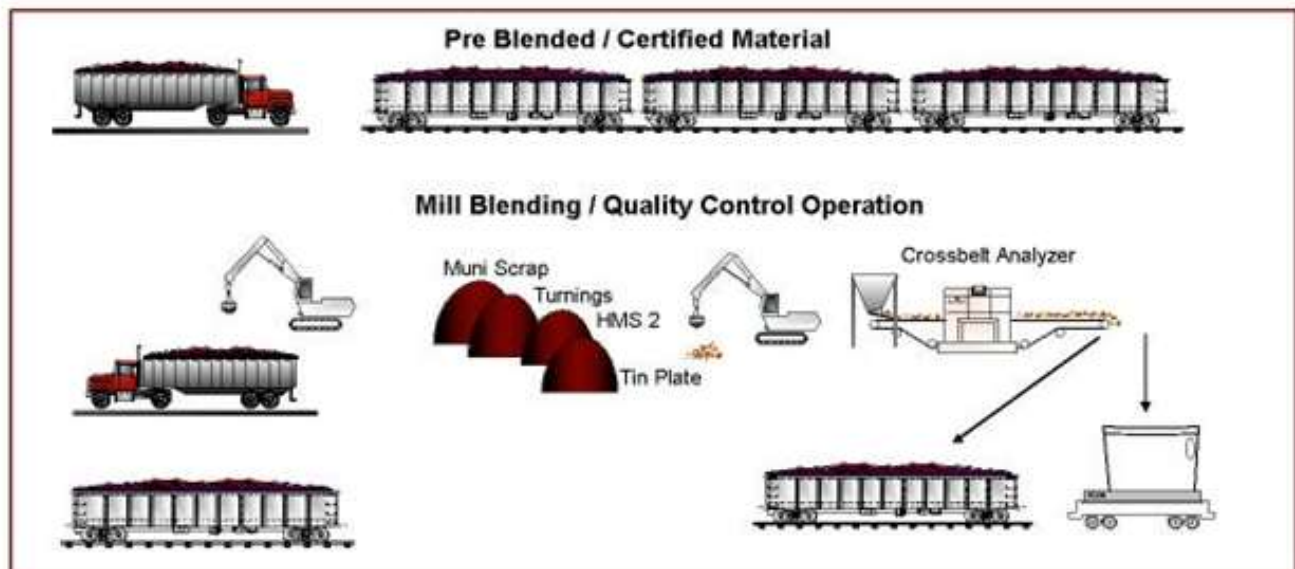 Pre Blended / Certified Material
Mill Blending / Quality Control Operation
Crossbelt Analyzer
Muni Scrap
Turnings
HMS 2
Tin Plate